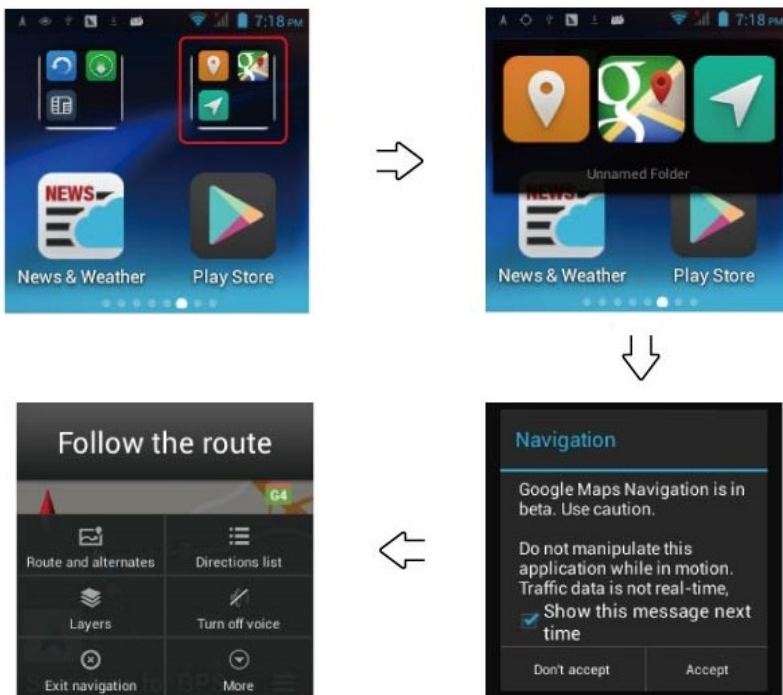 7:18 PM
NEWS
News & Weather
Play Store
7:18 PM
g
Unnamed Folder
NEWS
News & Weather
Play Store
Navigation
Google Maps Navigation is in
beta. Use caution.
Do not manipulate this
application while in motion.
Traffic data is not real-time,
Show this message next
time
Don't accept
Accept
Follow the route
G4
Route and alternates
Directions list
Layers
Turn off voice
Exit navigation
More